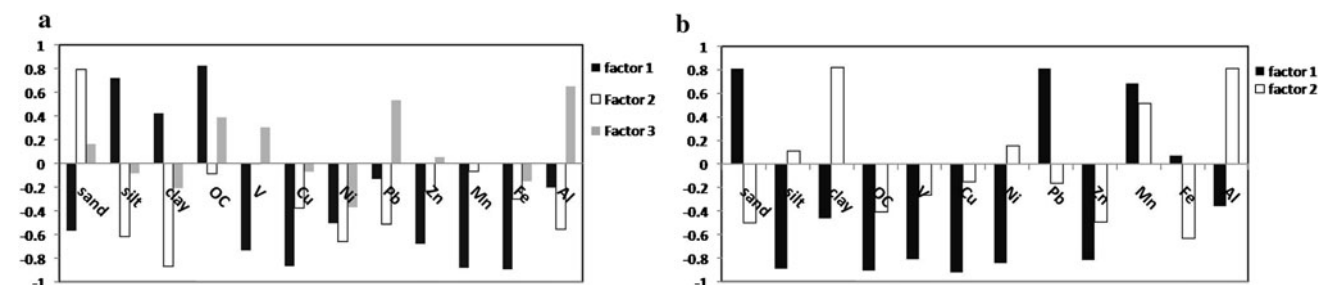 a
1
0.8
0.6
0.4
0.2
0
-0.2
-0.4
-0.6
-0.8
-1
sand silt clay OC V Cu Ni Pb Zn Mn Fe Al
factor 1
Factor 2
Factor 3
b
1
0.8
0.6
0.4
0.2
0
-0.2
-0.4
-0.6
-0.8
-1
sand silt clay OC V Cu Ni Pb Zn Mn Fe Al
factor 1
factor 2